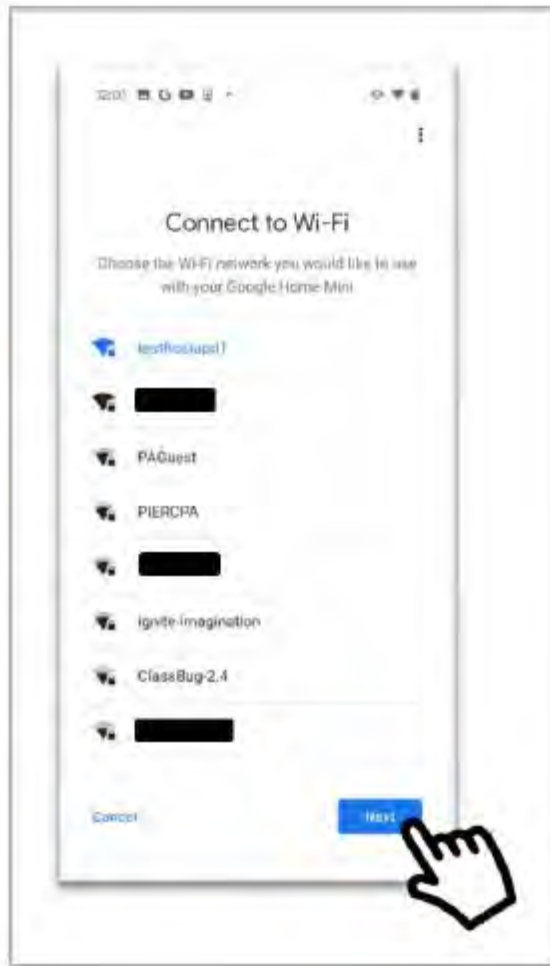 Connect to Wi-Fi
Choose the Wi-Fi network you would like to use
with your Google Home Mini
PAGuest
PIERCPA
ignite-imagination
ClassBug-2.4
Cancel
Next